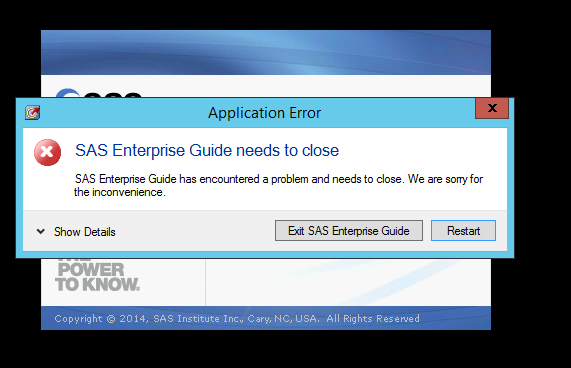 Application Error
SAS Enterprise Guide needs to close
SAS Enterprise Guide has encountered a problem and needs to close. We are sorry for
the inconvenience.
Show Details
Exit SAS Enterprise Guide
Restart
POWER
TO KNOW®
Copyright © 2014, SAS Institute Inc., Cary, NC, USA. All Rights Reserved